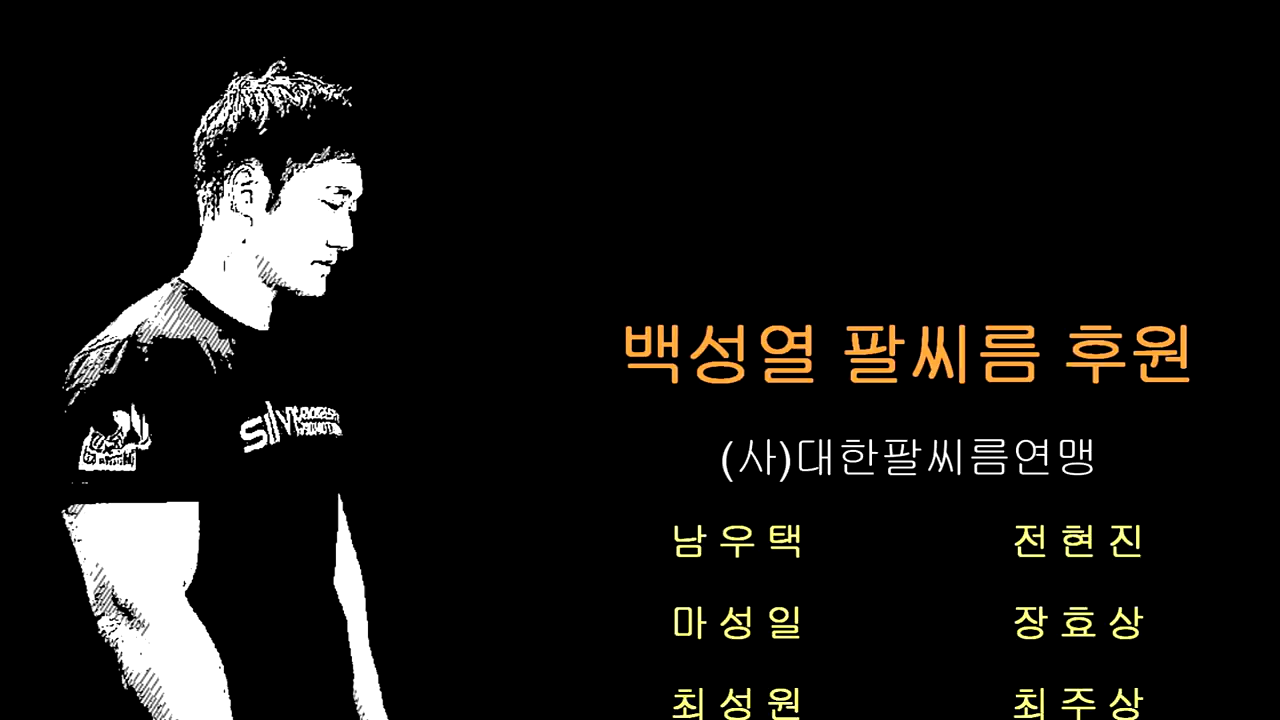 백성열 팔씨름 후원
(사)대한팔씨름연맹
남우택 전현진
마성일 장효상
최성원 최주상